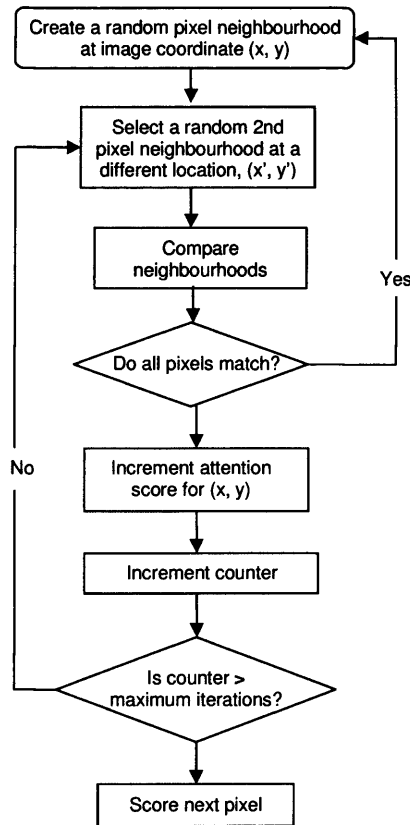 Create a random pixel neighbourhood
at image coordinate (x, y)
Select a random 2nd
pixel neighbourhood at a
different location, (x', y')
Compare
neighbourhoods
Yes
Do all pixels match?
No
Increment attention
score for (x, y)
Increment counter
Is counter >
maximum iterations?
Score next pixel